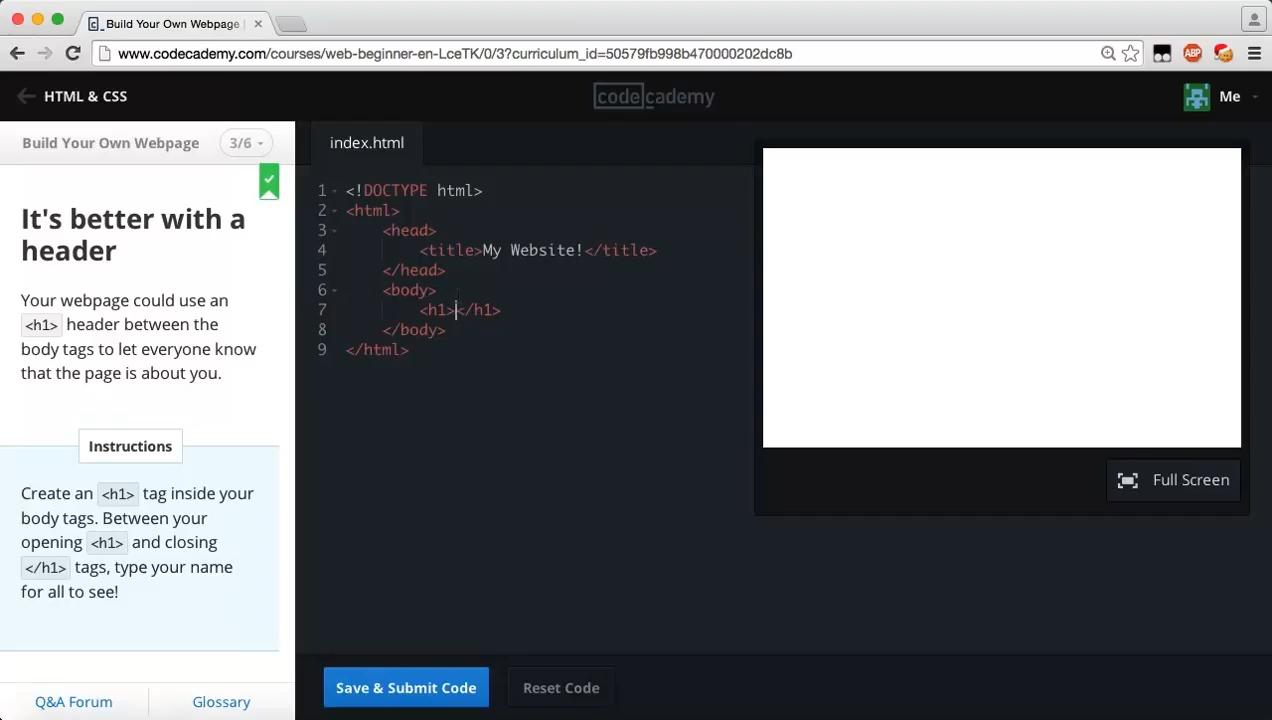 Build Your Own Webpage
www.codecademy.com/courses/web-beginner-en-LceTK/0/3?curriculum_id=50579fb998b470000202dc8b
ABP
HTML & CSS
codecademy
Me
Build Your Own Webpage
3/6
index.html
It's better with a
header
Your webpage could use an
<h1> header between the
body tags to let everyone know
that the page is about you.
Instructions
Create an <h1> tag inside your
body tags. Between your
opening <h1> and closing
</h1> tags, type your name
for all to see!
Q&A Forum
Glossary
1 <!DOCTYPE html>
2 <html>
3 <head>
4 <title>My Website!</title>
5 </head>
6 <body>
7 <h1></h1>
8 </body>
9 </html>
Full Screen
Save & Submit Code
Reset Code